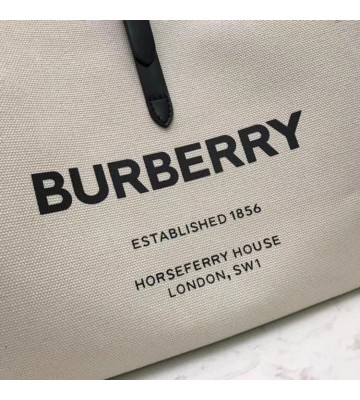 BURBERRY
ESTABLISHED 1856
HORSEFERRY HOUSE
LONDON, SW1